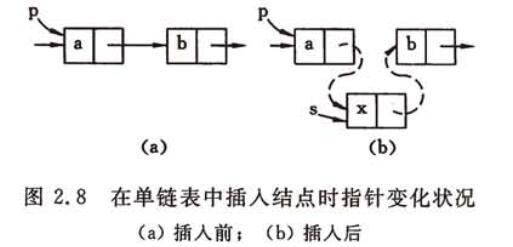 p p
a b a b
s x
(a) (b)
图 2.8 在单链表中插入结点时指针变化状况
(a) 插入前； (b) 插入后